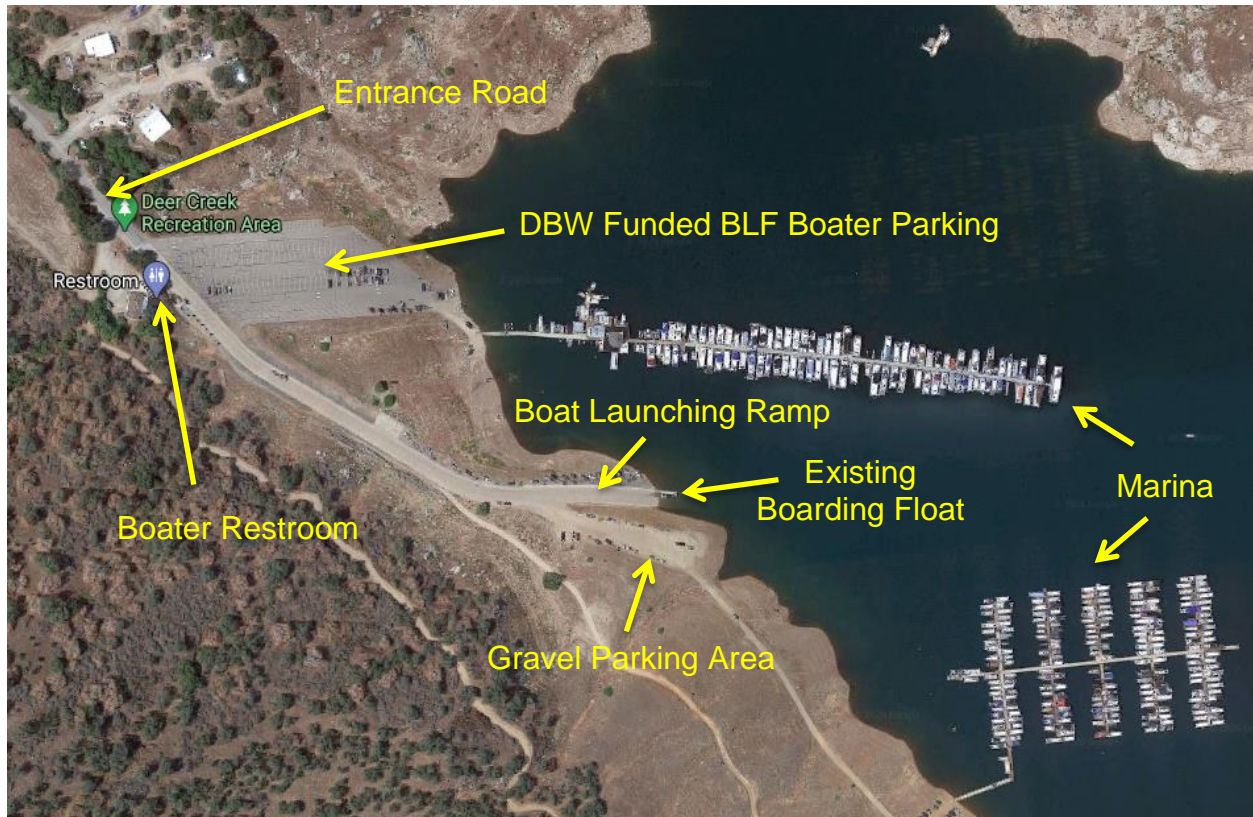 Entrance Road
Deer Creek
Recreation Area
DBW Funded BLF Boater Parking
Restroom
Boat Launching Ramp
Existing
Boarding Float
Marina
Boater Restroom
Gravel Parking Area